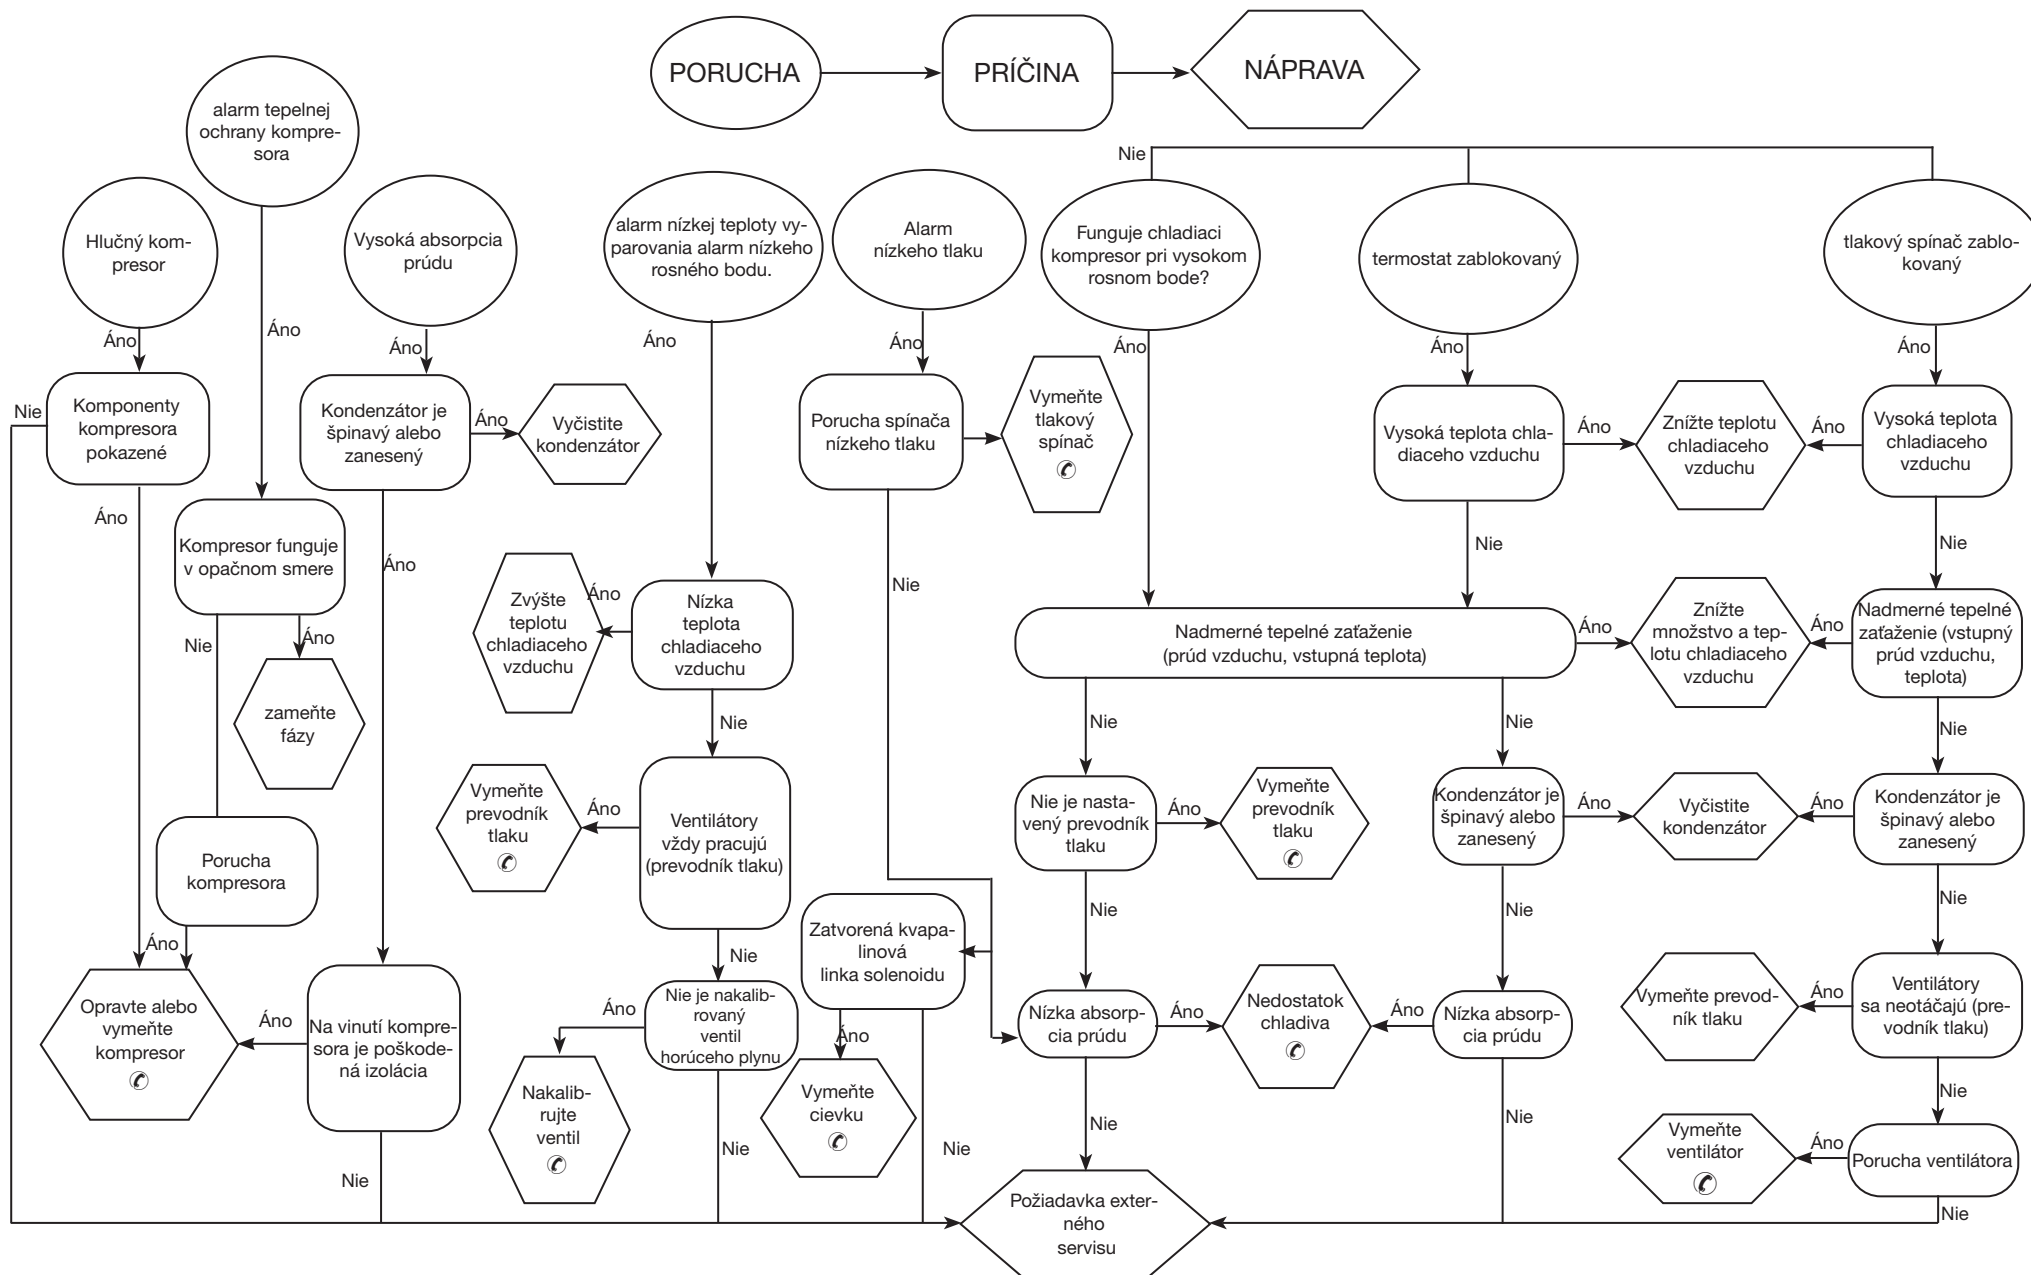 PORUCHA
PRÍČINA
NÁPRAVA
alarm tepelnej
ochrany kompre-
sora
Hlučný kom-
presor
Vysoká absorpcia
prúdu
alarm nízkej teploty vy-
parovania alarm nízkeho
rosného bodu.
Alarm
nízkeho tlaku
Nie
Funguje chladiaci
kompresor pri vysokom
rosnom bode?
termostat zablokovaný
tlakový spínač zablo-
kovaný
Áno
Áno
Áno
Áno
Áno
Áno
Áno
Áno
Nie
Komponenty
kompresora
pokazené
Kondenzátor je
špinavý alebo
zanesený
Áno
Vyčistite
kondenzátor
Porucha spínača
nízkeho tlaku
Vymeňte
tlakový
spínač
✆
Vysoká teplota chla-
diaceho vzduchu
Áno
Znížte teplotu
chladiaceho
vzduchu
Áno
Vysoká teplota
chladiaceho
vzduchu
Áno
Kompresor funguje
v opačnom smere
Áno
Nie
Nie
Nie
Zvýšte
teplotu
chladiaceho
vzduchu
Áno
Nízka
teplota
chladiaceho
vzduchu
Nadmerné tepelné zaťaženie
(prúd vzduchu, vstupná teplota)
Áno
Znížte
množstvo a tep-
lotu chladiaceho
vzduchu
Áno
Nadmerné tepelné
zaťaženie (vstupný
prúd vzduchu,
teplota)
Nie
Áno
zameňte
fázy
Nie
Nie
Nie
Nie
Vymeňte
prevodník
tlaku
✆
Áno
Ventilátory
vždy pracujú
(prevodník tlaku)
Nie je nasta-
vený prevodník
tlaku
Áno
Vymeňte
prevodník
tlaku
✆
Kondenzátor je
špinavý alebo
zanesený
Áno
Vyčistite
kondenzátor
Áno
Kondenzátor je
špinavý alebo
zanesený
Porucha
kompresora
Nie
Nie
Nie
Áno
Nie
Zatvorená kvapa-
linová
linka solenoidu
Opravte alebo
vymeňte
kompresor
✆
Áno
Na vinutí kompre-
sora je poškode-
ná izolácia
Áno
Nie je nakalib-
rovaný
ventil
horúceho plynu
Áno
Nízka absorp-
cia prúdu
Áno
Nedostatok
chladiva
✆
Áno
Nízka absorp-
cia prúdu
Vymeňte prevod-
ník tlaku
Áno
Ventilátory
sa neotáčajú (pre-
vodník tlaku)
Nakalib-
rujte
ventil
✆
Vymeňte
cievku
✆
Nie
Nie
Nie
Nie
Nie
Nie
Vymeňte
ventilátor
✆
Áno
Porucha ventilátora
Požiadavka exter-
ného
servisu
Nie